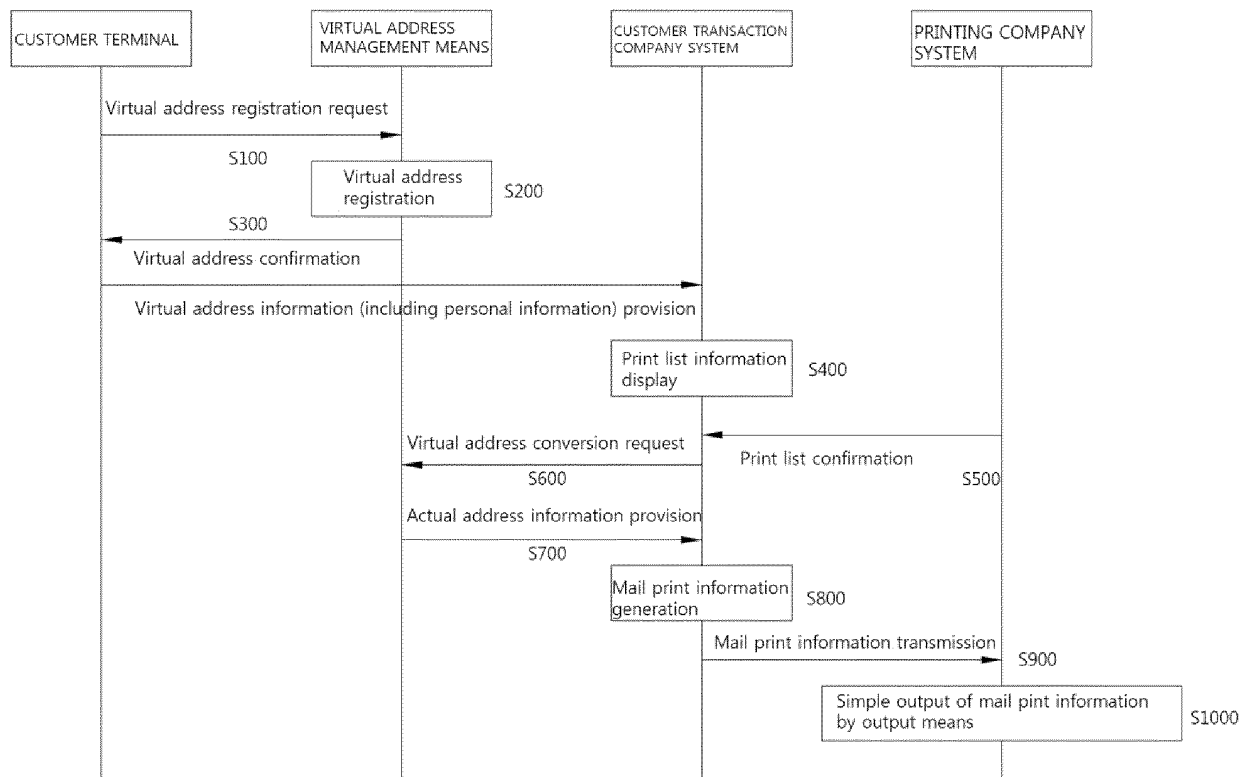 CUSTOMER TERMINAL
VIRTUAL ADDRESS
MANAGEMENT MEANS
CUSTOMER TRANSACTION
COMPANY SYSTEM
PRINTING COMPANY
SYSTEM
Virtual address registration request
S100
Virtual address
registration
S200
S300
Virtual address confirmation
Virtual address information (including personal information) provision
Print list information
display
S400
Virtual address conversion request
Print list confirmation
S600
S500
Actual address information provision
S700
Mail print information
generation
S800
Mail print information transmission
S900
Simple output of mail pint information
by output means
S1000